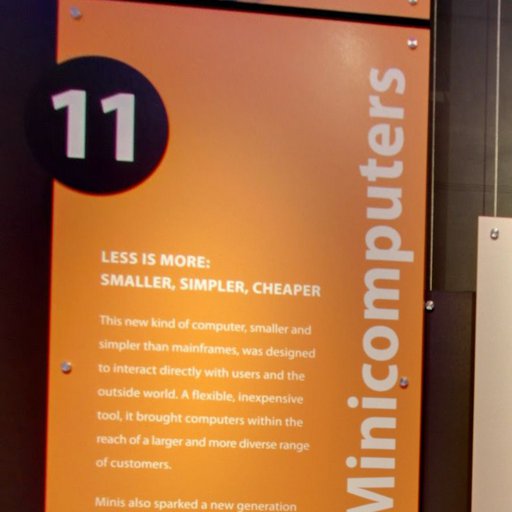 11
Minicomputers
LESS IS MORE:
SMALLER, SIMPLER, CHEAPER
This new kind of computer, smaller and
simpler than mainframes, was designed
to interact directly with users and the
outside world. A flexible, inexpensive
tool, it brought computers within the
reach of a larger and more diverse range
of customers.
Minis also sparked a new generation